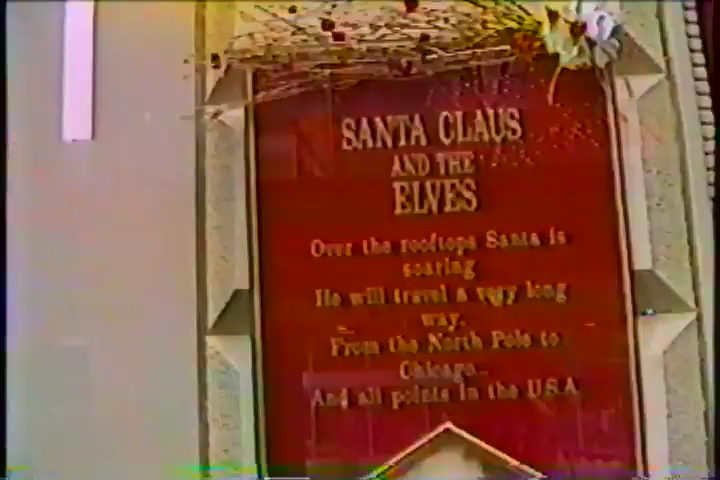 SANTA CLAUS
AND THE
ELVES
Over the rooftops Santa is
soaring
He will travel a very long
way.
From the North Pole to
Chicago..
And all points in the U.S.A